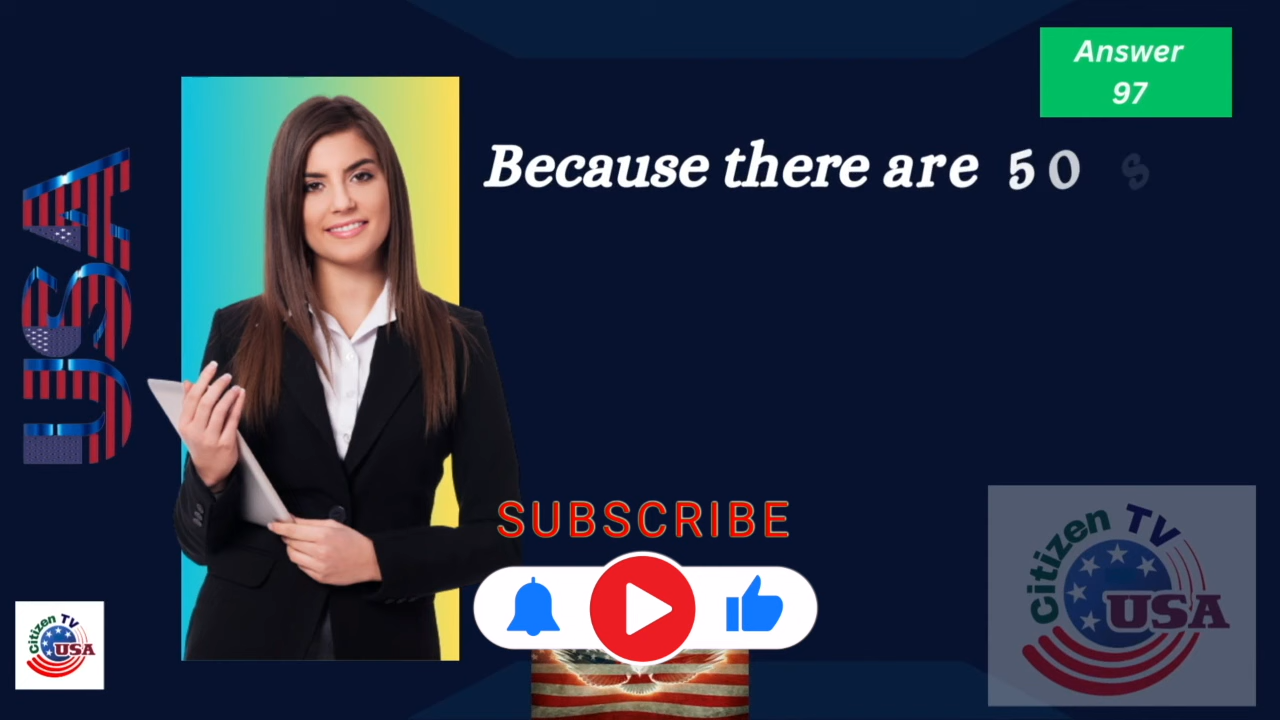 Answer
97
Because there are 50 s
USA
SUBSCRIBE
Citizen TV
USA
Citizen TV
USA